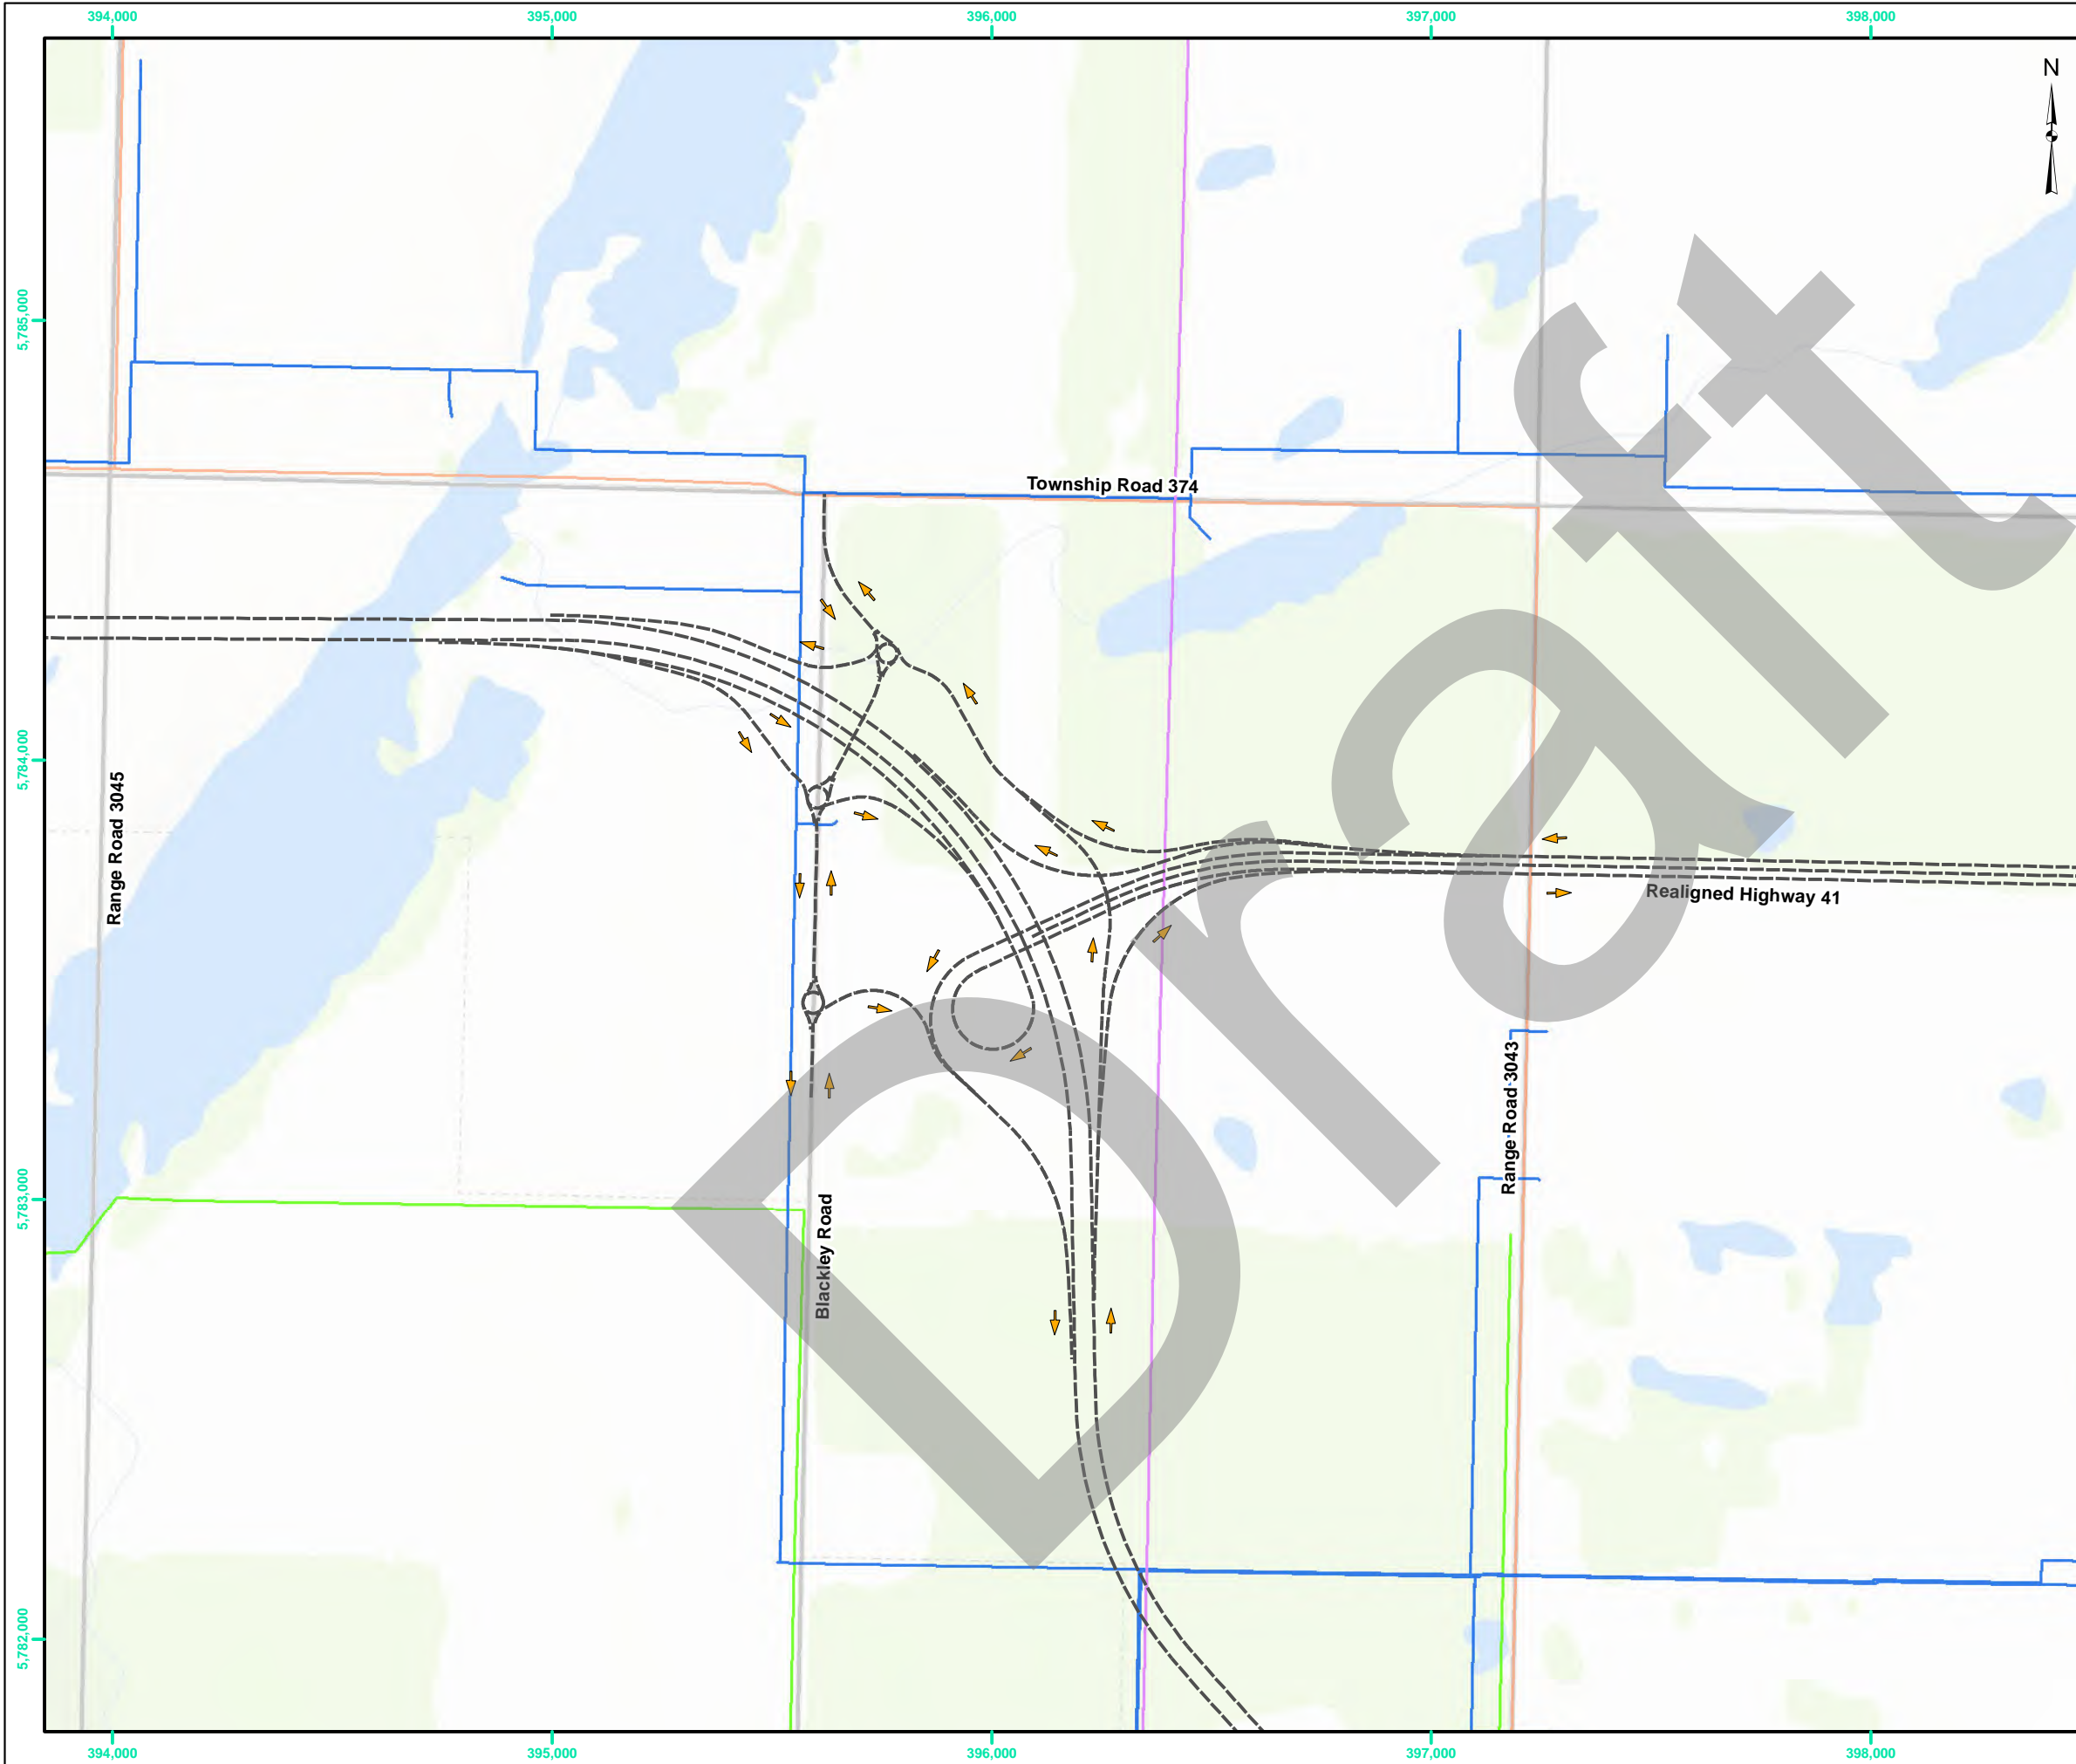 394,000
395,000
396,000
397,000
398,000
N
5,785,000
Township Road 374
5,784,000
Range Road 3045
Realigned Highway 41
Range Road 3043
5,783,000
Blackley Road
Draft
5,782,000
394,000
395,000
396,000
397,000
398,000